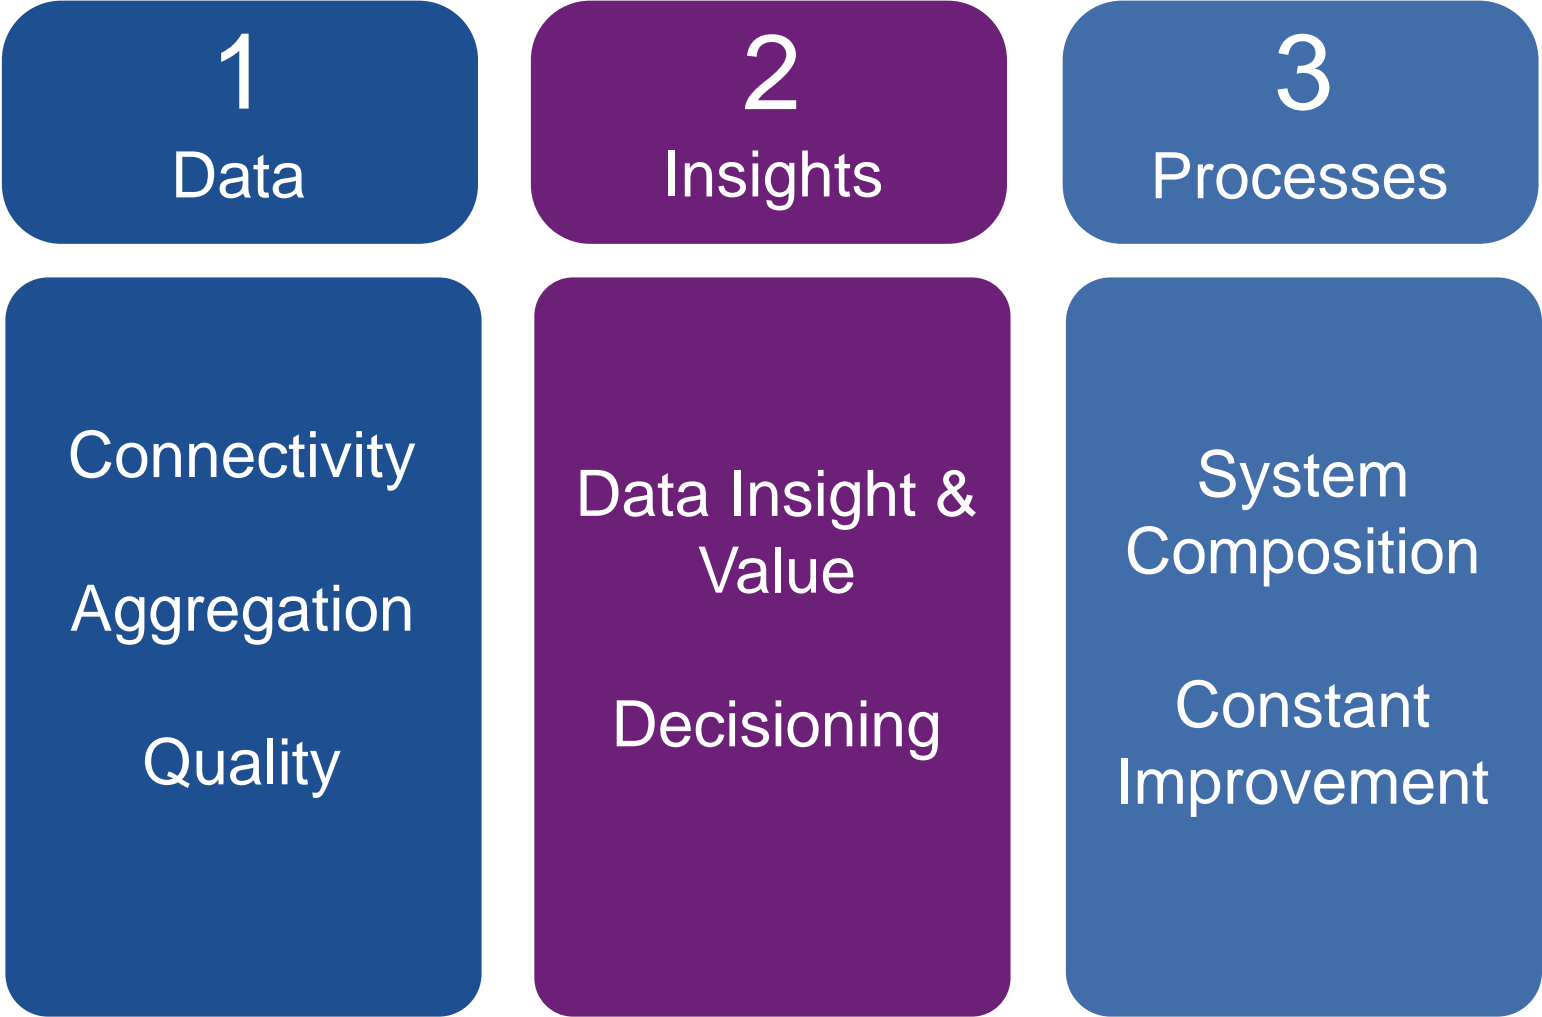 1
Data
2
Insights
3
Processes
Connectivity
Aggregation
Quality
Data Insight &
Value
Decisioning
System
Composition
Constant
Improvement